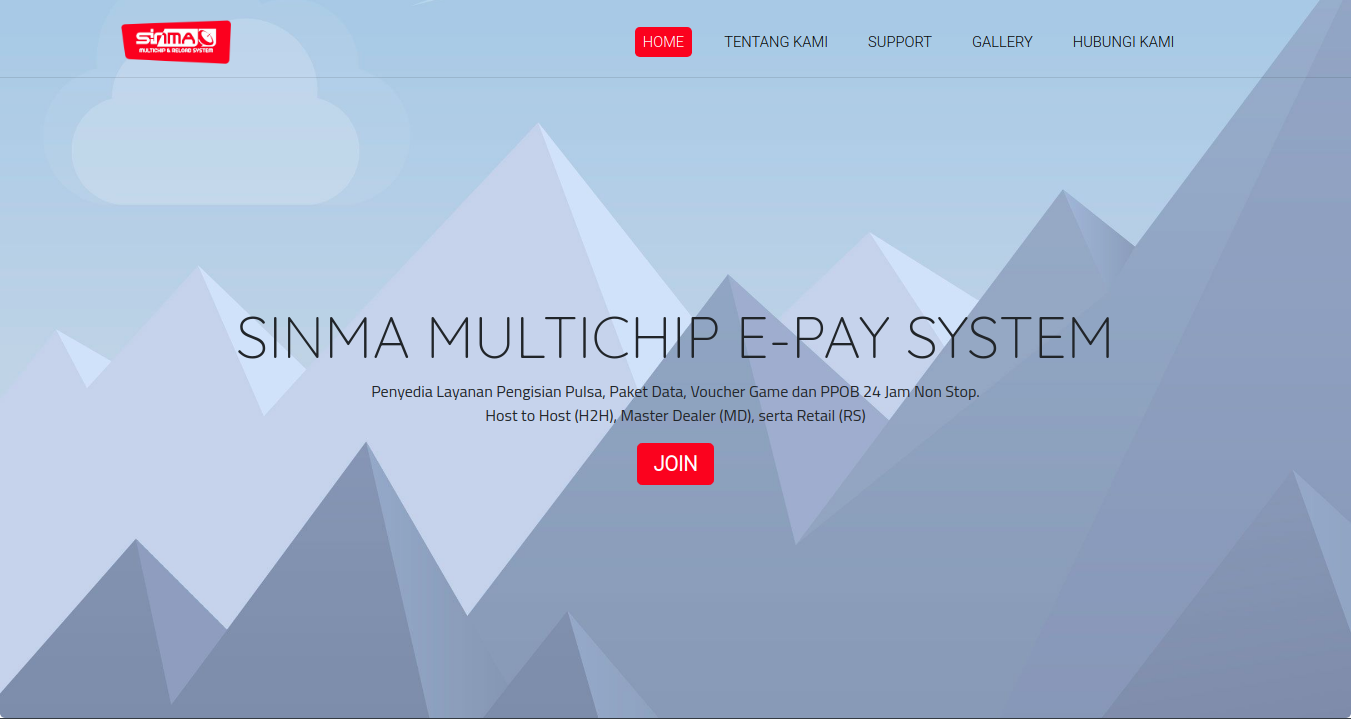 sinma
MULTICHIP & RELOAD SYSTEM
HOME
TENTANG KAMI
SUPPORT
GALLERY
HUBUNGI KAMI
SINMA MULTICHIP E-PAY SYSTEM
Penyedia Layanan Pengisian Pulsa, Paket Data, Voucher Game dan PPOB 24 Jam Non Stop.
Host to Host (H2H), Master Dealer (MD), serta Retail (RS)
JOIN